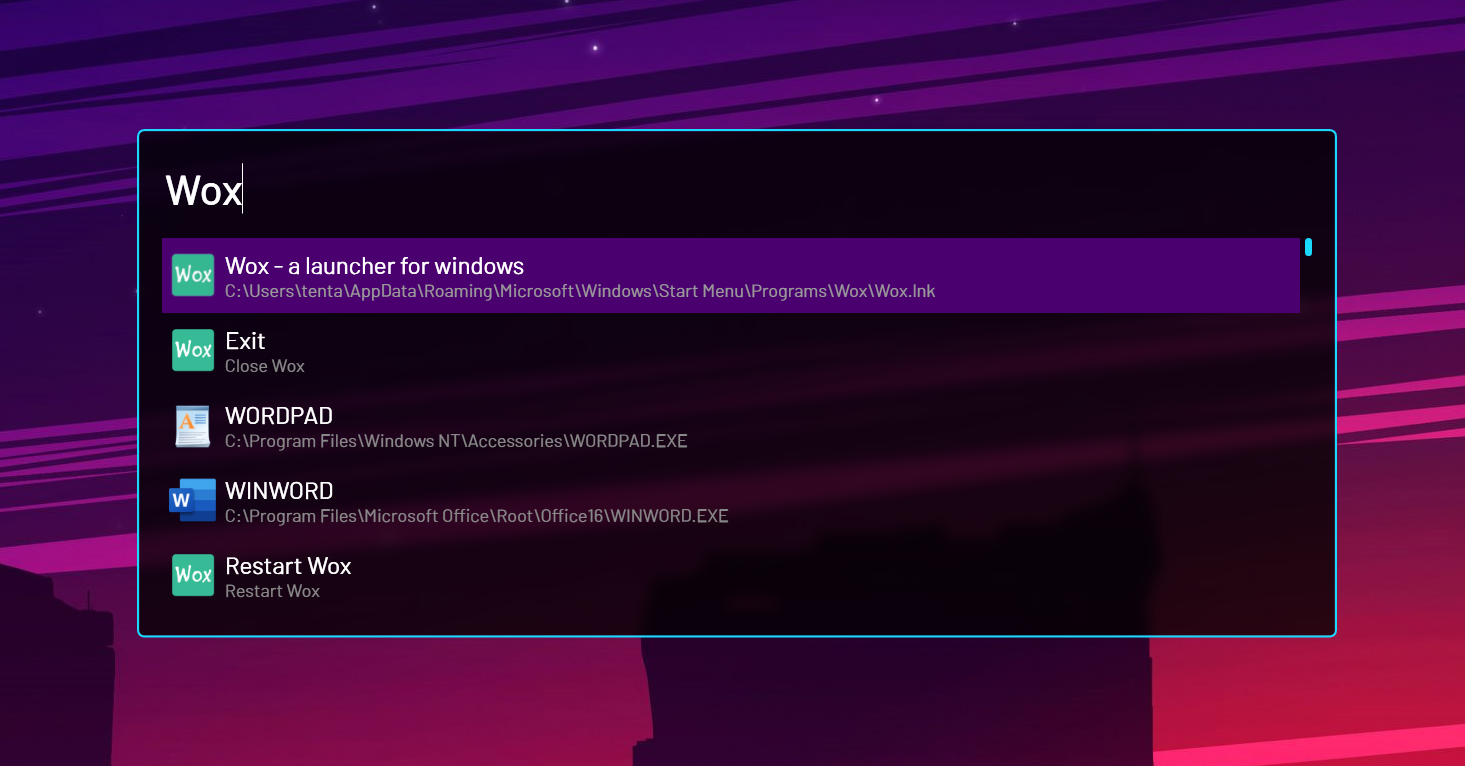 Wox
Wox
Wox - a launcher for windows
C:\Users\tenta\AppData\Roaming\Microsoft\Windows\Start Menu\Programs\Wox\Wox.lnk
Wox
Exit
Close Wox
A
WORDPAD
C:\Program Files\Windows NT\Accessories\WORDPAD.EXE
W
WINWORD
C:\Program Files\Microsoft Office\Root\Office16\WINWORD.EXE
Wox
Restart Wox
Restart Wox